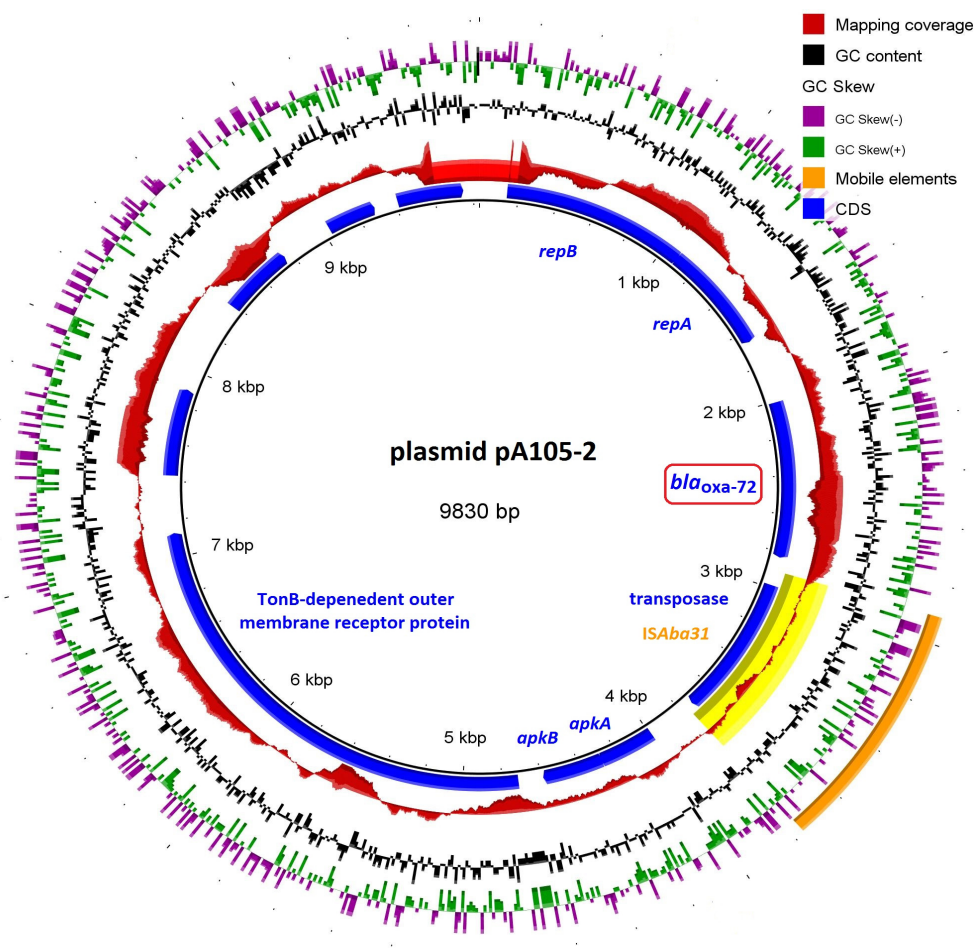 Mapping coverage
GC content
GC Skew
GC Skew(-)
GC Skew(+)
Mobile elements
CDS
repB
9 kbp
1 kbp
repA
8 kbp
2 kbp
plasmid pA105-2
blaoxa-72
9830 bp
7 kbp
3 kbp
TonB-depenedent outer
membrane receptor protein
transposase
ISAba31
6 kbp
4 kbp
5 kbp
apkB
apkA